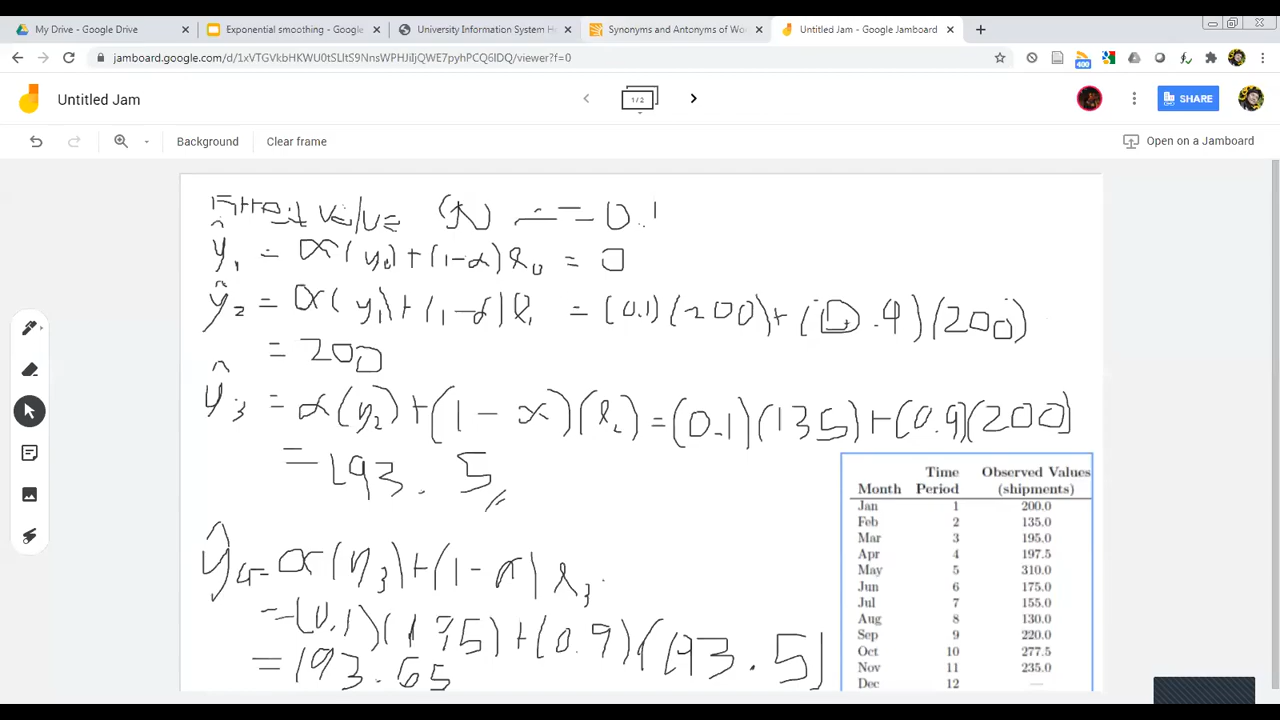 My Drive - Google Drive
Exponential smoothing - Google
University Information System H
Synonyms and Antonyms of Wo
Untitled Jam - Google Jamboard
jamboard.google.com/d/1xVTGVkbHKWU0tSLItS9NnsWPHJiTjQWE7pyhPCQ6IDQ/viewer?f=0
400
Untitled Jam
1/2
SHARE
Background
Clear frame
Open on a Jamboard
value (α) = 0.1
ŷ₁ = α(y₀)+(1-α)ℓ₀ = 0
ŷ₂ = α(y₁)+(1-α)ℓ₁ = (0.1)(200)+(0.9)(200)
= 200
ŷ₃ = α(y₂)+(1-α)(ℓ₂)=(0.1)(135)+(0.9)(200)
= 193.5
ŷ₄= α(y₃)+(1-α)ℓ₃
=(0.1)( )+(0.9)(193.5)
= 193.65
Month Time Period Observed Values (shipments)
Jan 1 200.0
Feb 2 135.0
Mar 3 195.0
Apr 4 197.5
May 5 310.0
Jun 6 175.0
Jul 7 155.0
Aug 8 130.0
Sep 9 220.0
Oct 10 277.5
Nov 11 235.0
Dec 12 —